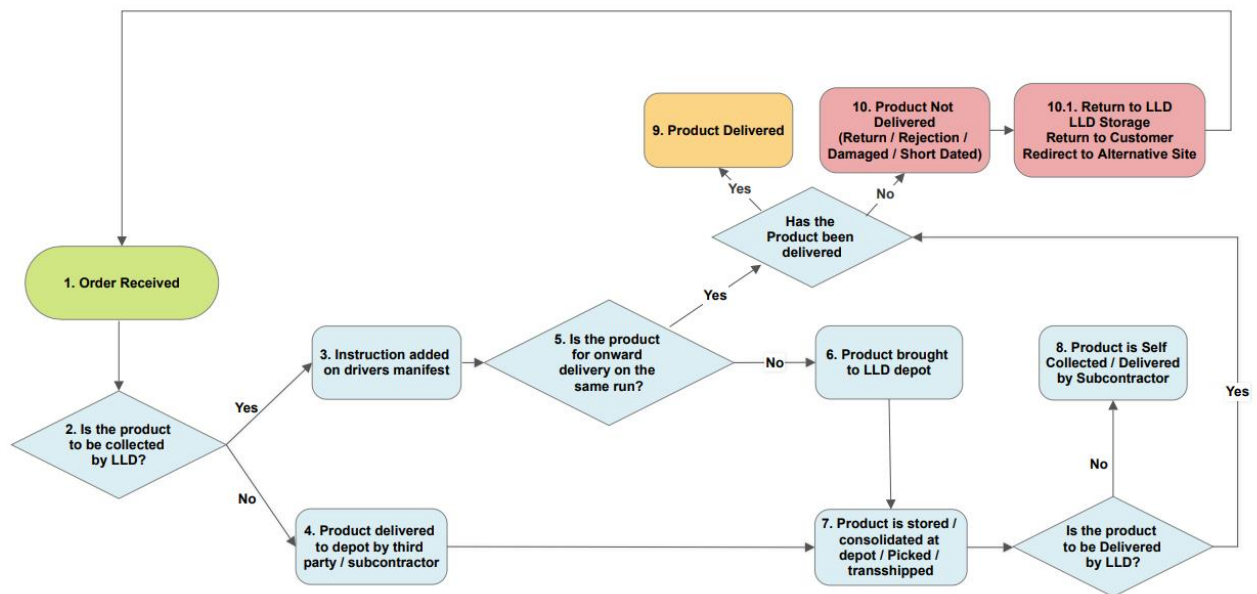 10. Product Not
Delivered
(Return / Rejection /
Damaged / Short Dated)
10.1. Return to LLD
LLD Storage
Return to Customer
Redirect to Alternative Site
9. Product Delivered
Yes
No
Has the
Product been
delivered
1. Order Received
Yes
3. Instruction added
on drivers manifest
5. Is the product
for onward
delivery on the
same run?
No
6. Product brought
to LLD depot
8. Product is Self
Collected / Delivered
by Subcontractor
Yes
Yes
2. Is the product
to be collected
by LLD?
No
No
4. Product delivered
to depot by third
party / subcontractor
7. Product is stored /
consolidated at
depot / Picked /
transshipped
Is the product
to be Delivered
by LLD?